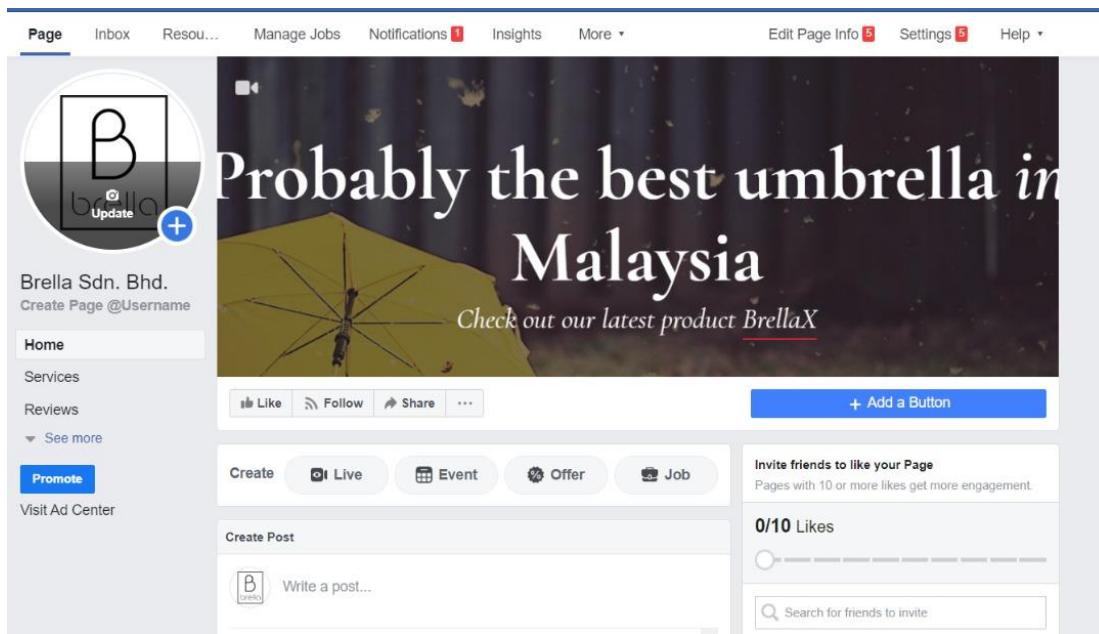 Page Inbox Resou... Manage Jobs Notifications 1 Insights More Edit Page Info 5 Settings 5 Help
B
brella
Update
Brella Sdn. Bhd.
Create Page @Username
Home
Services
Reviews
See more
Promote
Visit Ad Center
Probably the best umbrella in
Malaysia
Check out our latest product BrellaX
Like Follow Share ...
+ Add a Button
Create Live Event Offer Job
Create Post
B
brella
Write a post...
Invite friends to like your Page
Pages with 10 or more likes get more engagement.
0/10 Likes
Search for friends to invite